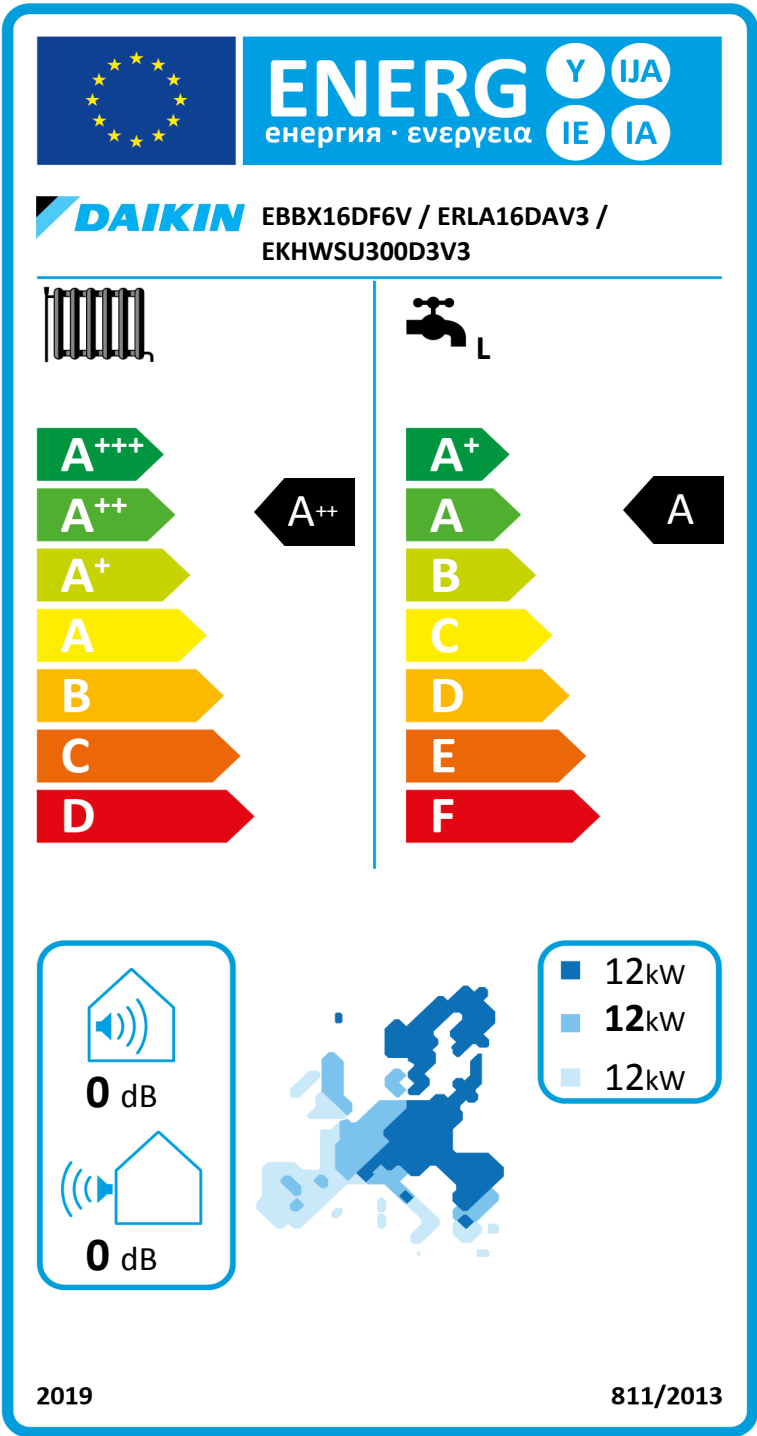 ENERG
енергия · ενεργεια
Y IJA
IE IA
DAIKIN
EBBX16DF6V / ERLA16DAV3 /
EKHWSU300D3V3
L
A+++
A++
A+
A
B
C
D
A++
A+
A
B
C
D
E
F
A
0 dB
0 dB
12kW
12kW
12kW
2019
811/2013